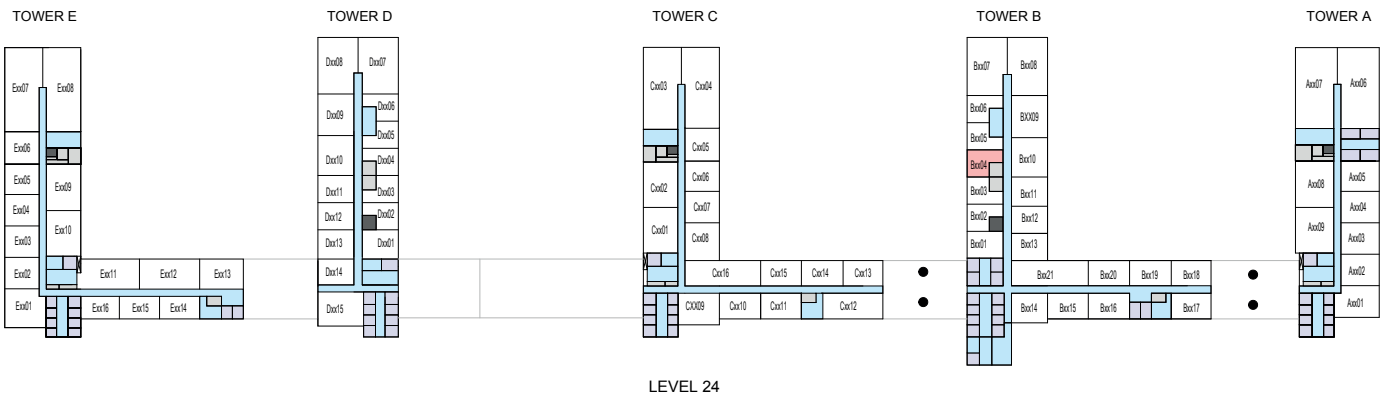 TOWER E
TOWER D
TOWER C
TOWER B
TOWER A
Exx07
Exx08
Exx06
Exx05
Exx09
Exx04
Exx03
Exx10
Exx02
Exx11
Exx12
Exx13
Exx01
Exx16
Exx15
Exx14
Dxx08
Dxx07
Dxx06
Dxx09
Dxx05
Dxx10
Dxx04
Dxx11
Dxx03
Dxx12
Dxx02
Dxx13
Dxx01
Dxx14
Dxx15
Cxx03
Cxx04
Cxx05
Cxx02
Cxx06
Cxx07
Cxx01
Cxx08
Cxx16
Cxx15
Cxx14
Cxx13
CXX09
Cxx10
Cxx11
Cxx12
Bxx07
Bxx08
Bxx06
BXX09
Bxx05
Bxx04
Bxx10
Bxx03
Bxx11
Bxx02
Bxx12
Bxx01
Bxx13
Bxx21
Bxx20
Bxx19
Bxx18
Bxx14
Bxx15
Bxx16
Bxx17
Axx07
Axx06
Axx08
Axx05
Axx04
Axx09
Axx03
Axx02
Axx01
LEVEL 24